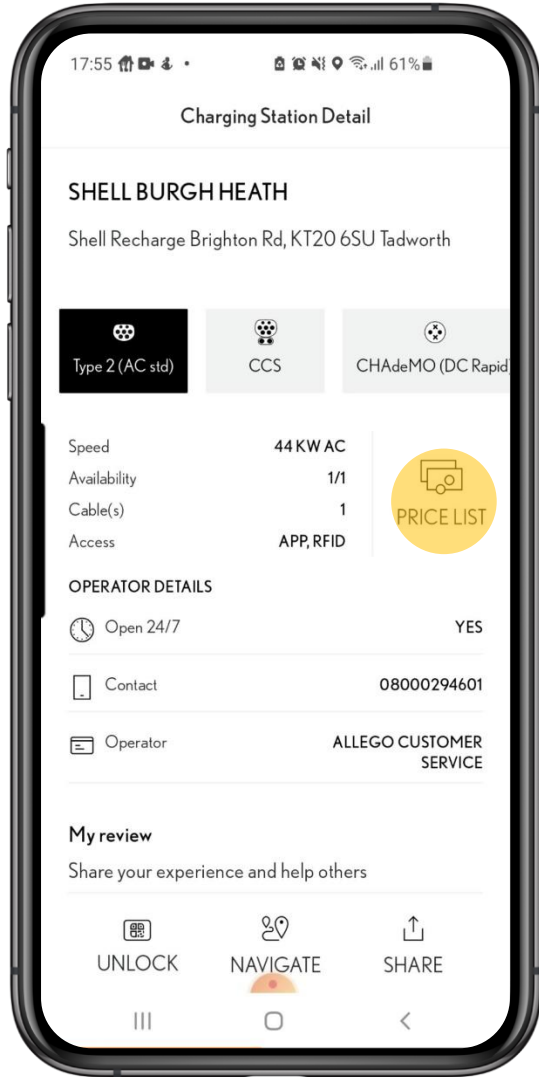 17:55
61%
Charging Station Detail
SHELL BURGH HEATH
Shell Recharge Brighton Rd, KT20 6SU Tadworth
Type 2 (AC std)
CCS
CHAdeMO (DC Rapid)
Speed 44 KW AC
Availability 1/1
Cable(s) 1
Access APP, RFID
PRICE LIST
OPERATOR DETAILS
Open 24/7 YES
Contact 08000294601
Operator ALLEGO CUSTOMER
SERVICE
My review
Share your experience and help others
UNLOCK
NAVIGATE
SHARE